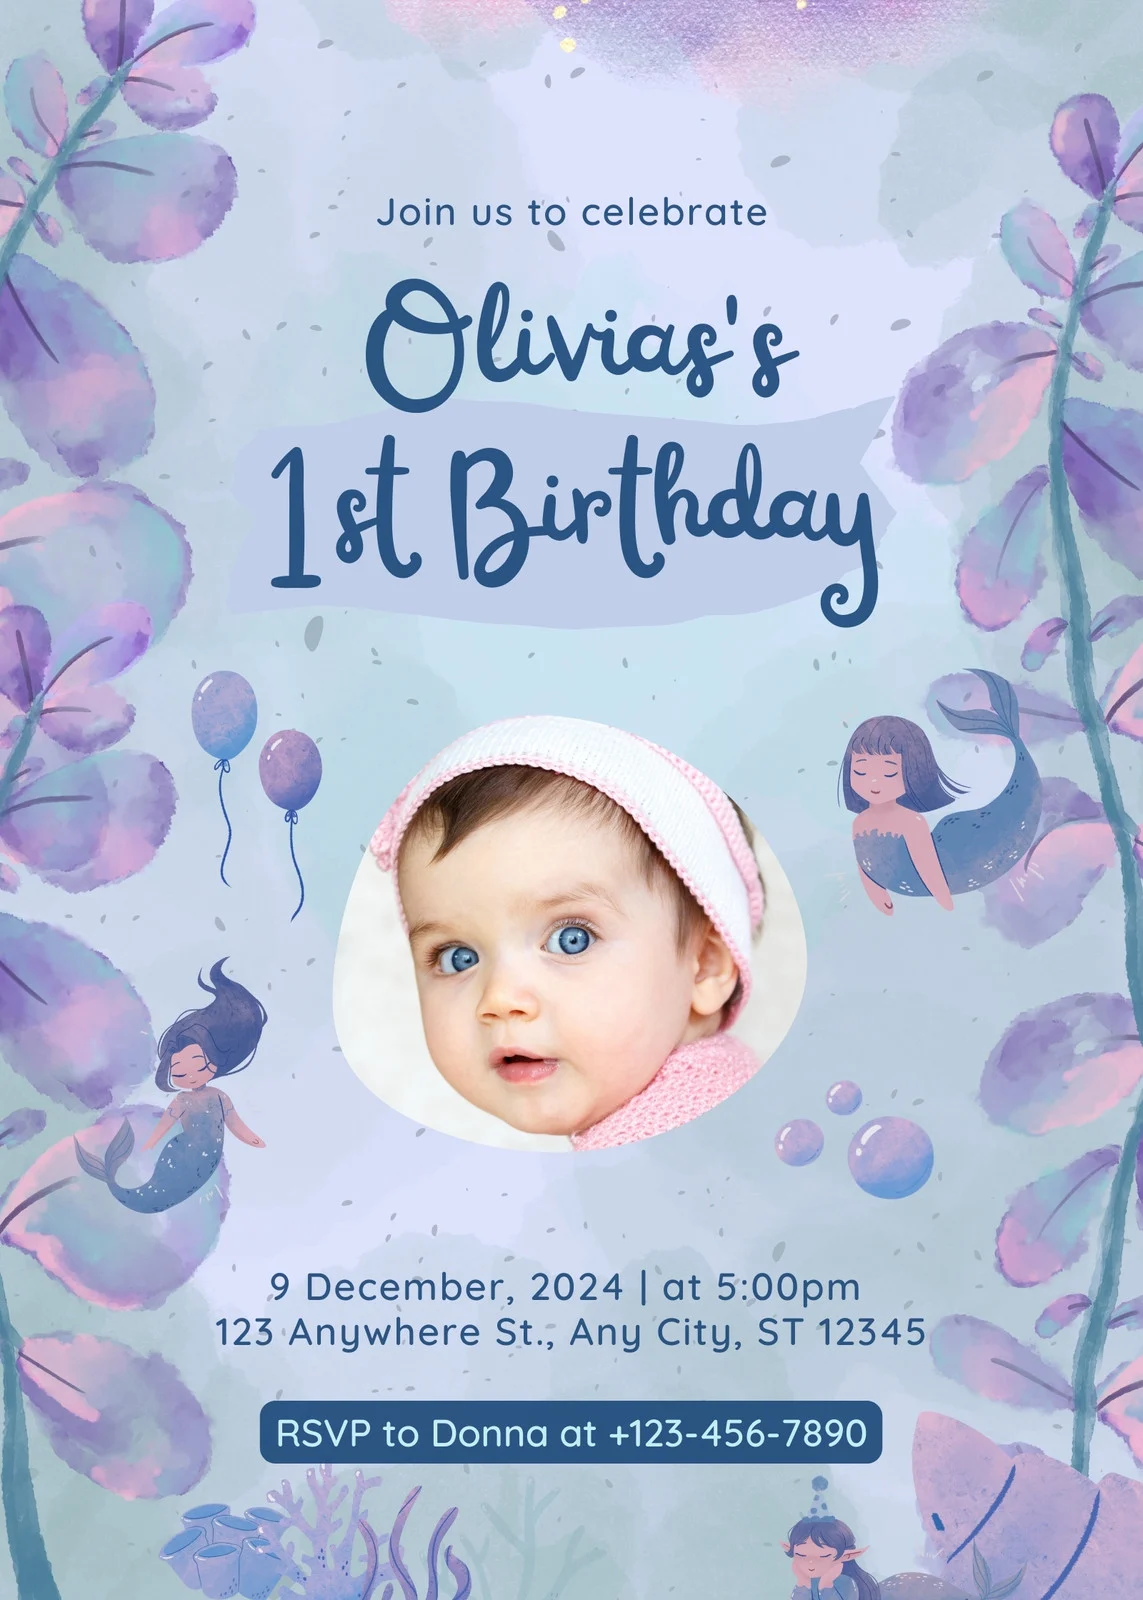 Join us to celebrate
Olivias's
1st Birthday
9 December, 2024 | at 5:00pm
123 Anywhere St., Any City, ST 12345
RSVP to Donna at +123-456-7890